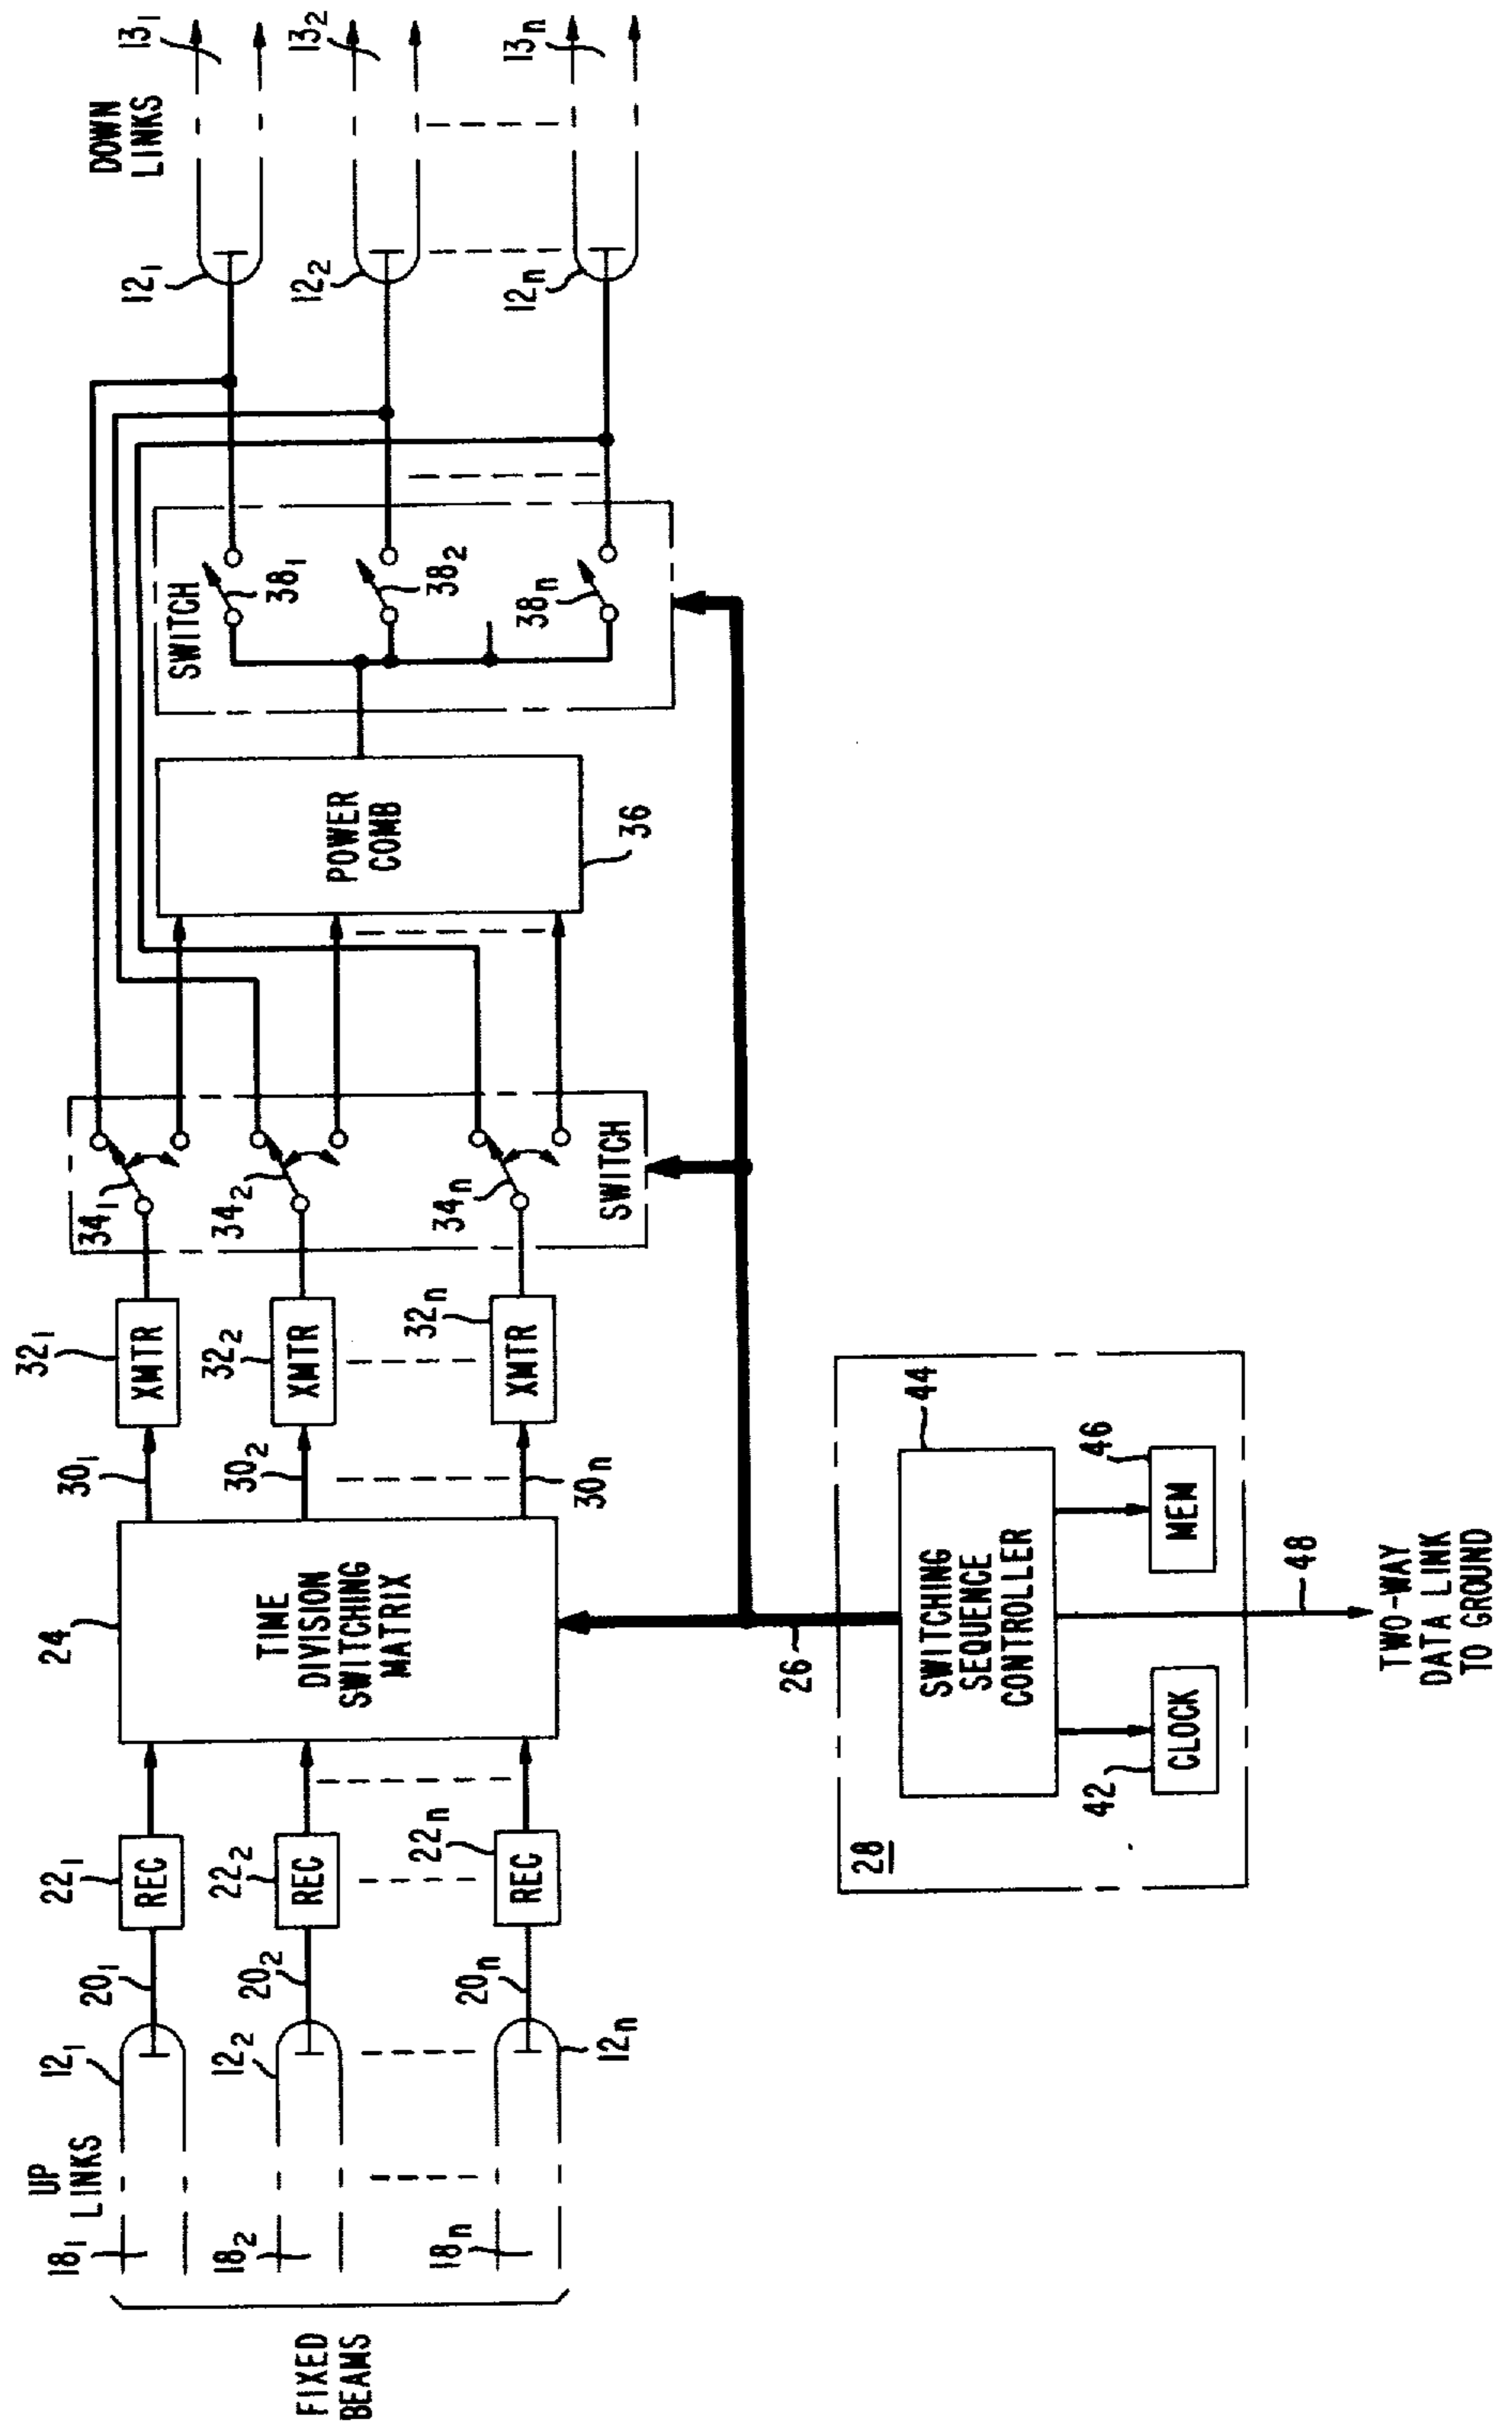 UP
LINKS
DOWN
LINKS
FIXED
BEAMS
18₁
18₂
18ₙ
12₁
12₂
12ₙ
20₁
20₂
20ₙ
22₁
REC
22₂
REC
22ₙ
REC
24
TIME
DIVISION
SWITCHING
MATRIX
30₁
30₂
30ₙ
32₁
XMTR
32₂
XMTR
32ₙ
XMTR
34₁
34₂
34ₙ
SWITCH
POWER
COMB
36
SWITCH
38₁
38₂
38ₙ
12₁
12₂
12ₙ
13₁
13₂
13ₙ
26
28
SWITCHING
SEQUENCE
CONTROLLER
44
42
CLOCK
46
MEM
48
TWO-WAY
DATA LINK
TO GROUND